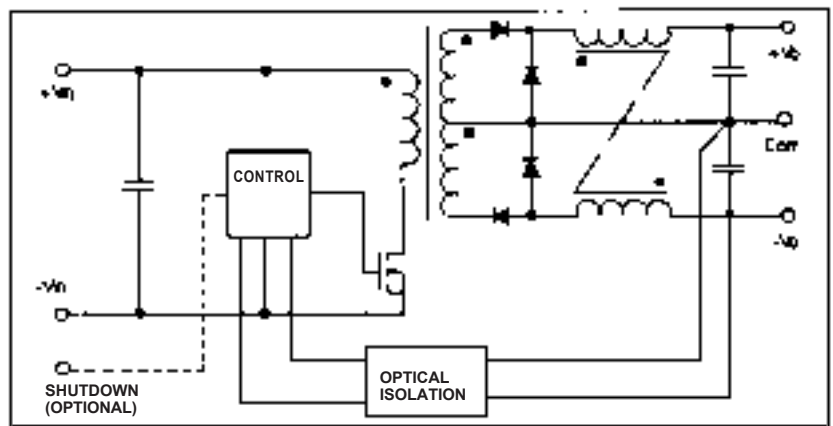 +Vin
+Vo
CONTROL
Com
-Vin
-Vo
SHUTDOWN
(OPTIONAL)
OPTICAL
ISOLATION